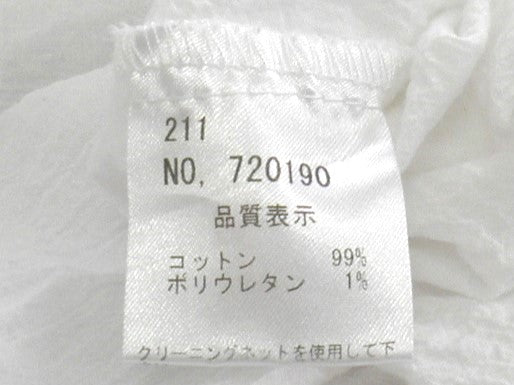 211
NO, 720190
品質表示
コットン 99%
ポリウレタン 1%
クリーニングネットを使用して下